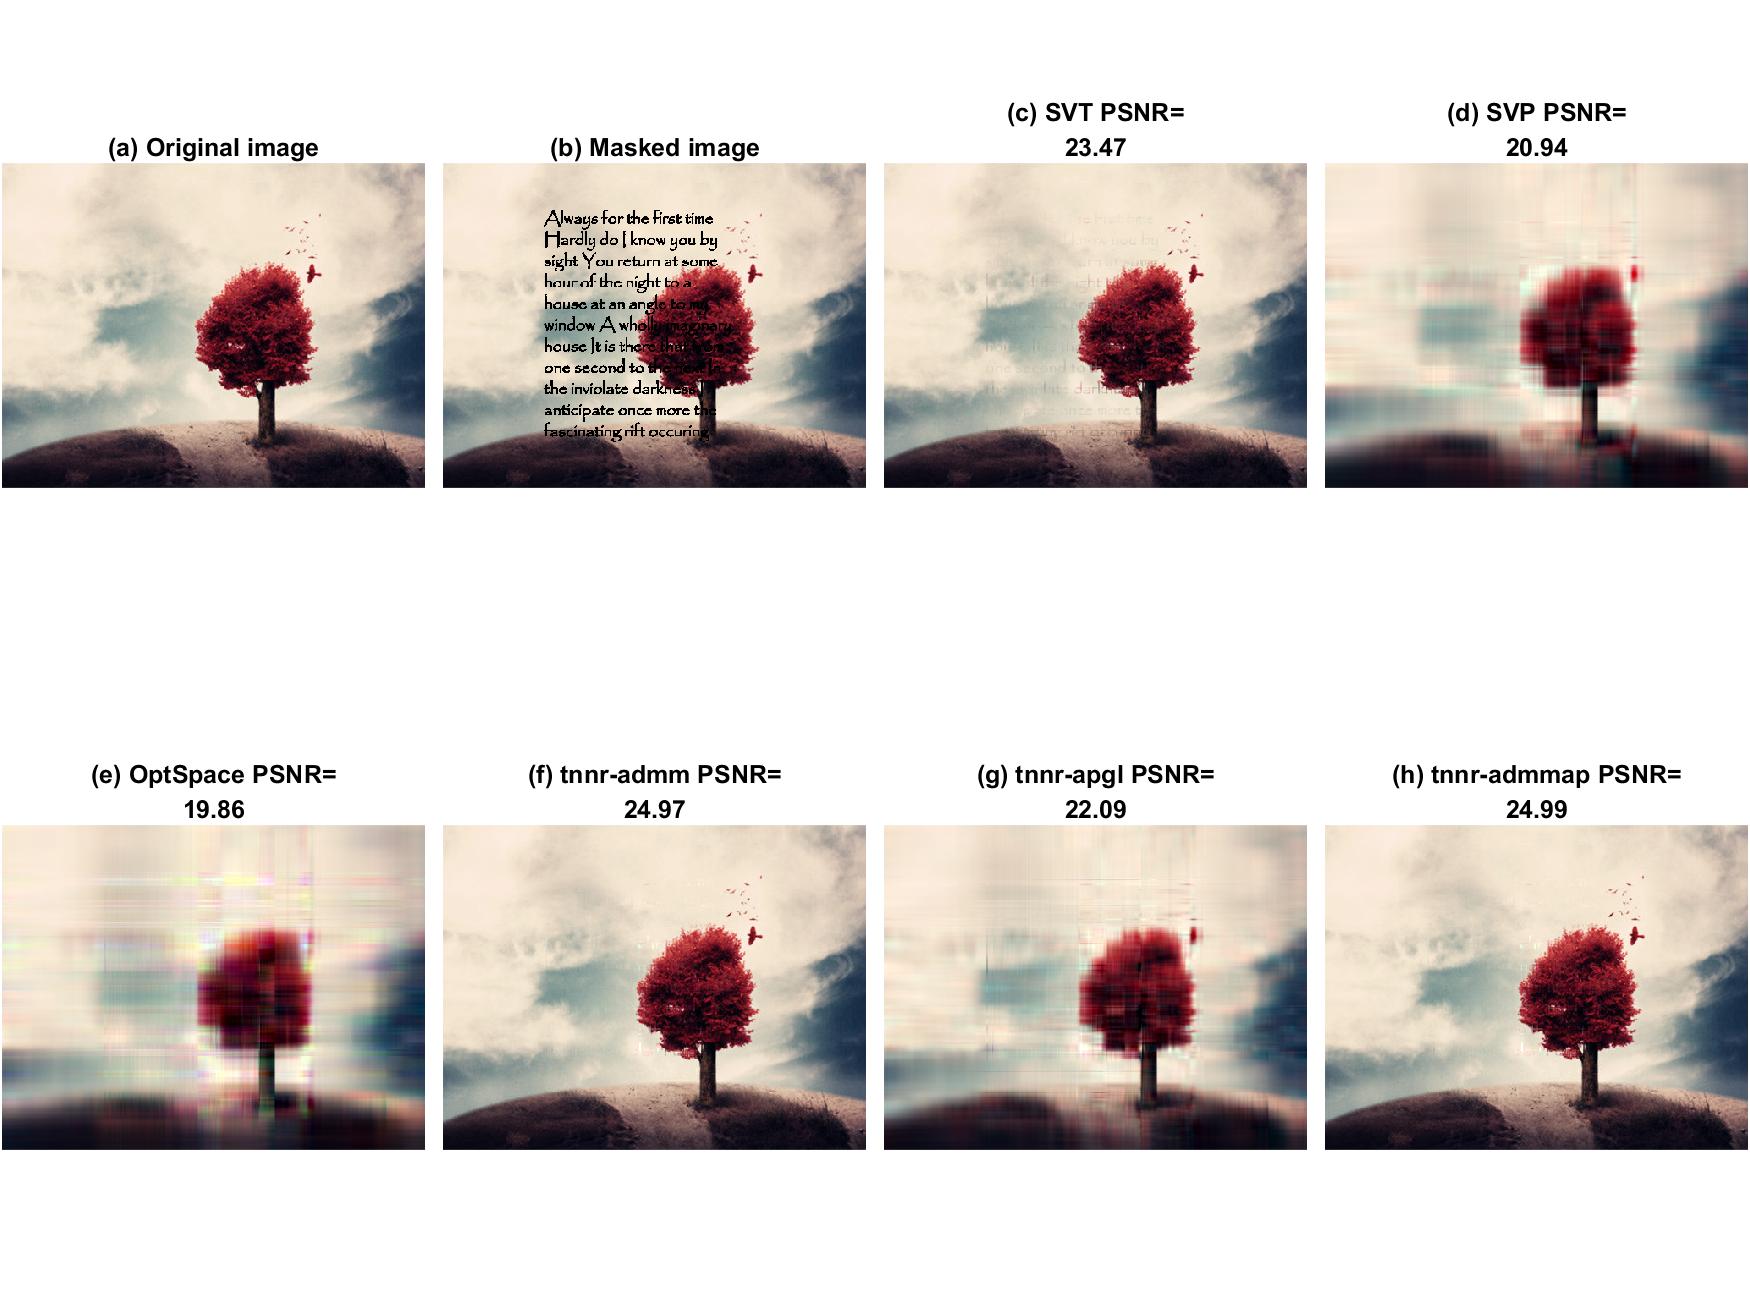 (a) Original image
(b) Masked image
(c) SVT PSNR=
23.47
(d) SVP PSNR=
20.94
Always for the First time
Hardly do I know you by
sight You return at some
hour of the night to a
house at an angle to my
window A wholly imaginary
house It is there that from
one second to the next In
the inviolate darkness I
anticipate once more the
fascinating rift occuring
(e) OptSpace PSNR=
19.86
(f) tnnr-admm PSNR=
24.97
(g) tnnr-apgl PSNR=
22.09
(h) tnnr-admmap PSNR=
24.99